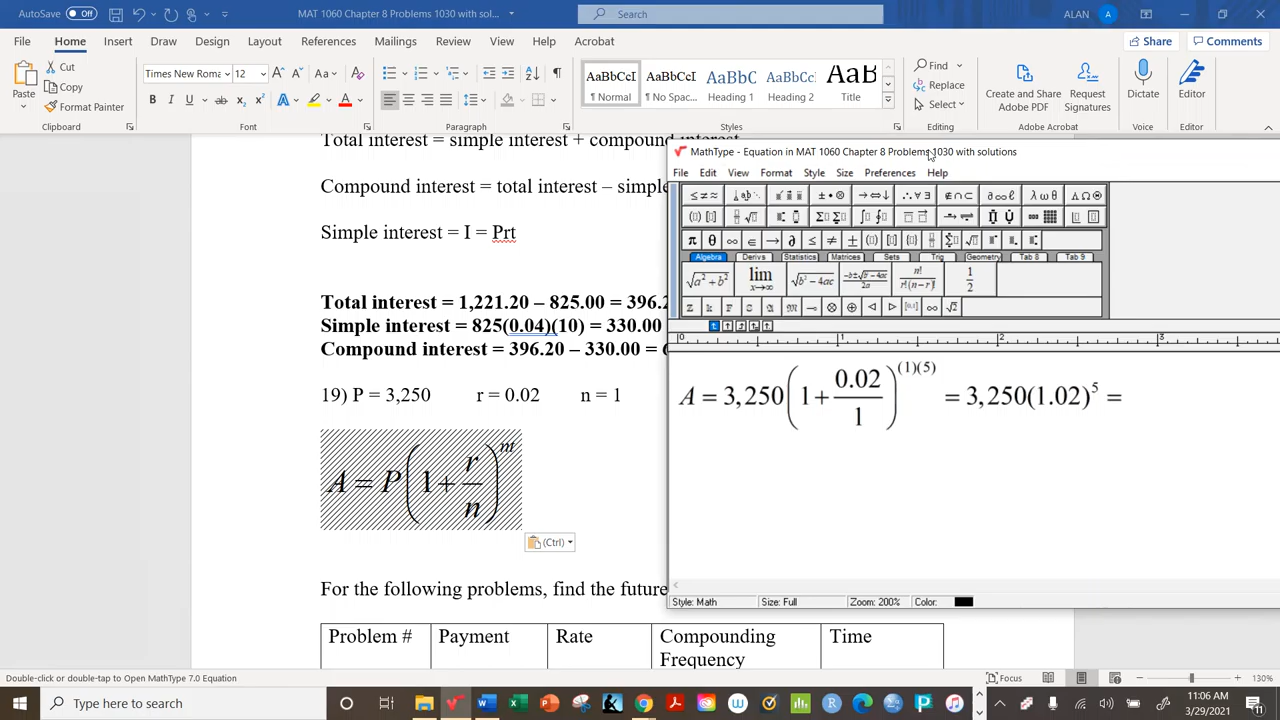 AutoSave Off MAT 1060 Chapter 8 Problems 1030 with sol... Search ALAN A
File Home Insert Draw Design Layout References Mailings Review View Help Acrobat Share Comments
Paste Cut Copy Format Painter
Times New Roma 12
AaBbCcI ¶ Normal AaBbCcI ¶ No Spac... AaBbC Heading 1 AaBbCc Heading 2 AaB Title
Find Replace Select
Create and Share Adobe PDF Request Signatures Dictate Editor
Clipboard Font Paragraph Styles Editing Adobe Acrobat Voice Editor
Total interest = simple interest + compound interest
Compound interest = total interest – simple
Simple interest = I = Prt
Total interest = 1,221.20 – 825.00 = 396.2
Simple interest = 825(0.04)(10) = 330.00
Compound interest = 396.20 – 330.00 =
19) P = 3,250 r = 0.02 n = 1
A = P(1 + r/n)^nt
(Ctrl)
For the following problems, find the future
Problem # Payment Rate Compounding Frequency Time
MathType - Equation in MAT 1060 Chapter 8 Problems 1030 with solutions
File Edit View Format Style Size Preferences Help
Algebra Derivs Statistics Matrices Sets Trig Geometry Tab 8 Tab 9
0 1 2 3
A = 3,250(1 + 0.02/1)^(1)(5) = 3,250(1.02)^5 =
Style: Math Size: Full Zoom: 200% Color:
Double-click or double-tap to Open MathType 7.0 Equation Focus 130%
Type here to search 11:06 AM
3/29/2021